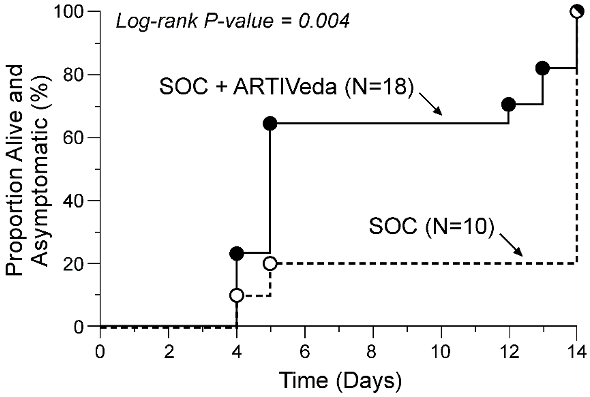 Log-rank P-value = 0.004
SOC + ARTIVeda (N=18)
SOC (N=10)
Proportion Alive and
Asymptomatic (%)
100
80
60
40
20
0
0 2 4 6 8 10 12 14
Time (Days)